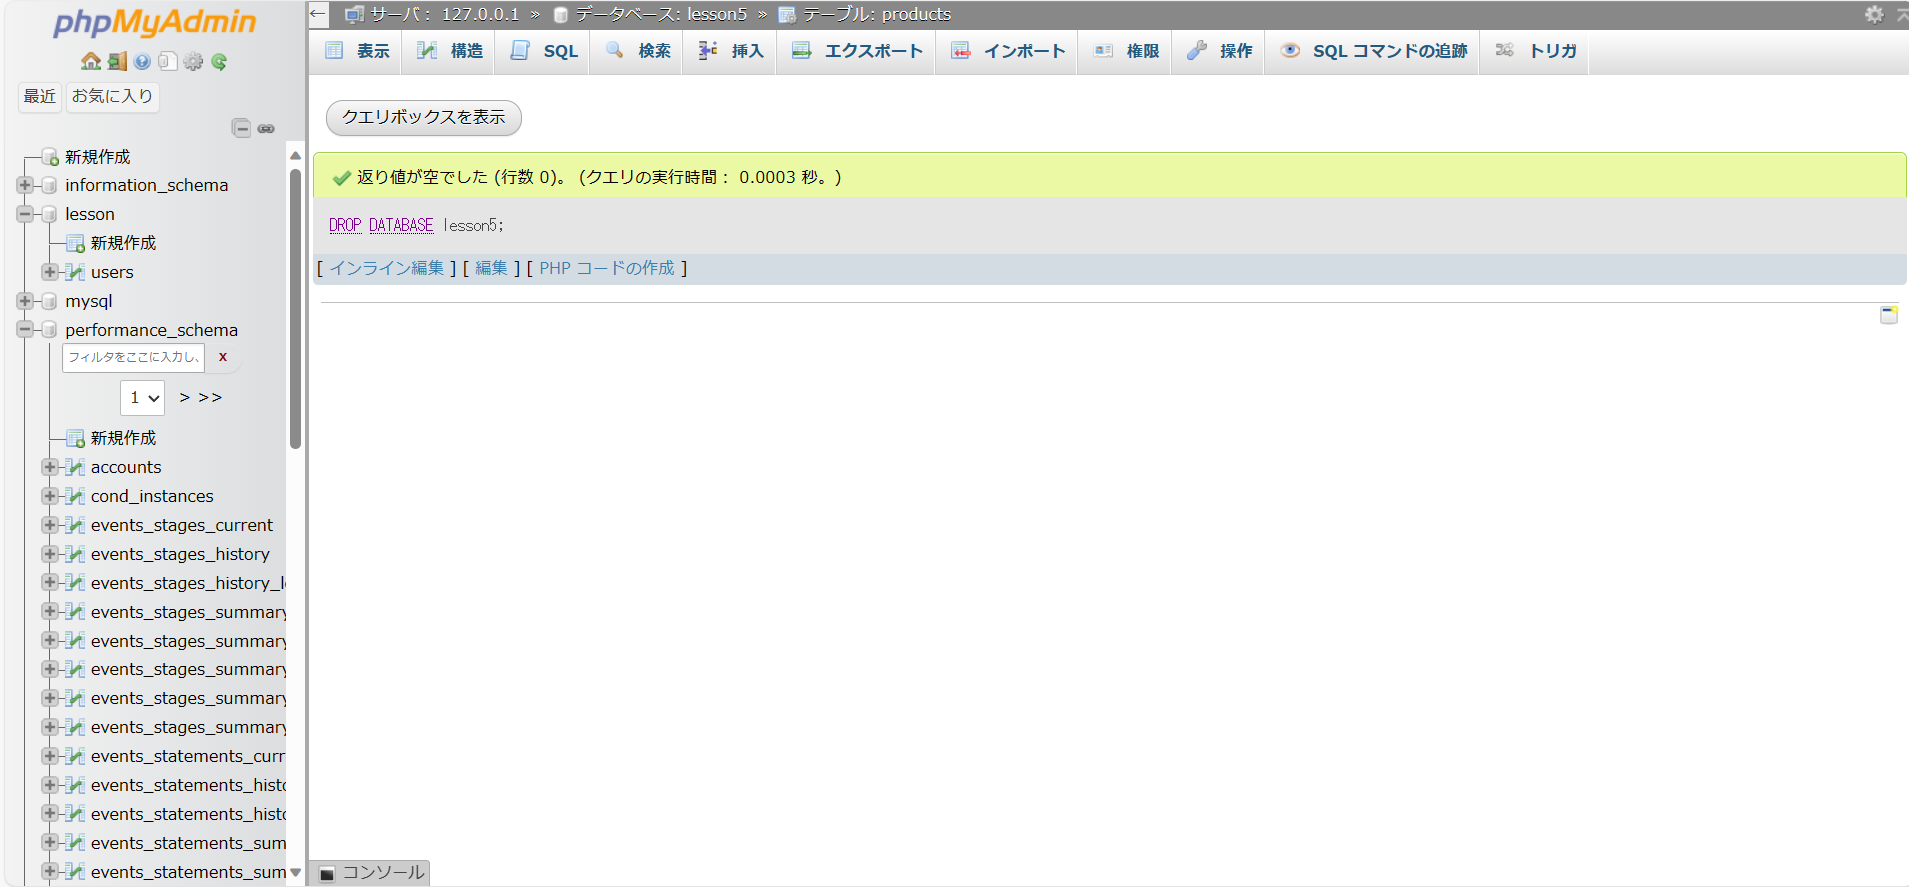 phpMyAdmin
最近 お気に入り
新規作成
information_schema
lesson
新規作成
users
mysql
performance_schema
フィルタをここに入力し、 X
1 > >>
新規作成
accounts
cond_instances
events_stages_current
events_stages_history
events_stages_history_l
events_stages_summary
events_stages_summary
events_stages_summary
events_stages_summary
events_stages_summary
events_statements_curr
events_statements_histo
events_statements_histo
events_statements_sum
events_statements_sum
← サーバ: 127.0.0.1 » データベース: lesson5 » テーブル: products
表示 構造 SQL 検索 挿入 エクスポート インポート 権限 操作 SQL コマンドの追跡 トリガ
クエリボックスを表示
返り値が空でした (行数 0)。 (クエリの実行時間: 0.0003 秒。)
DROP DATABASE lesson5;
[ インライン編集 ] [ 編集 ] [ PHP コードの作成 ]
コンソール